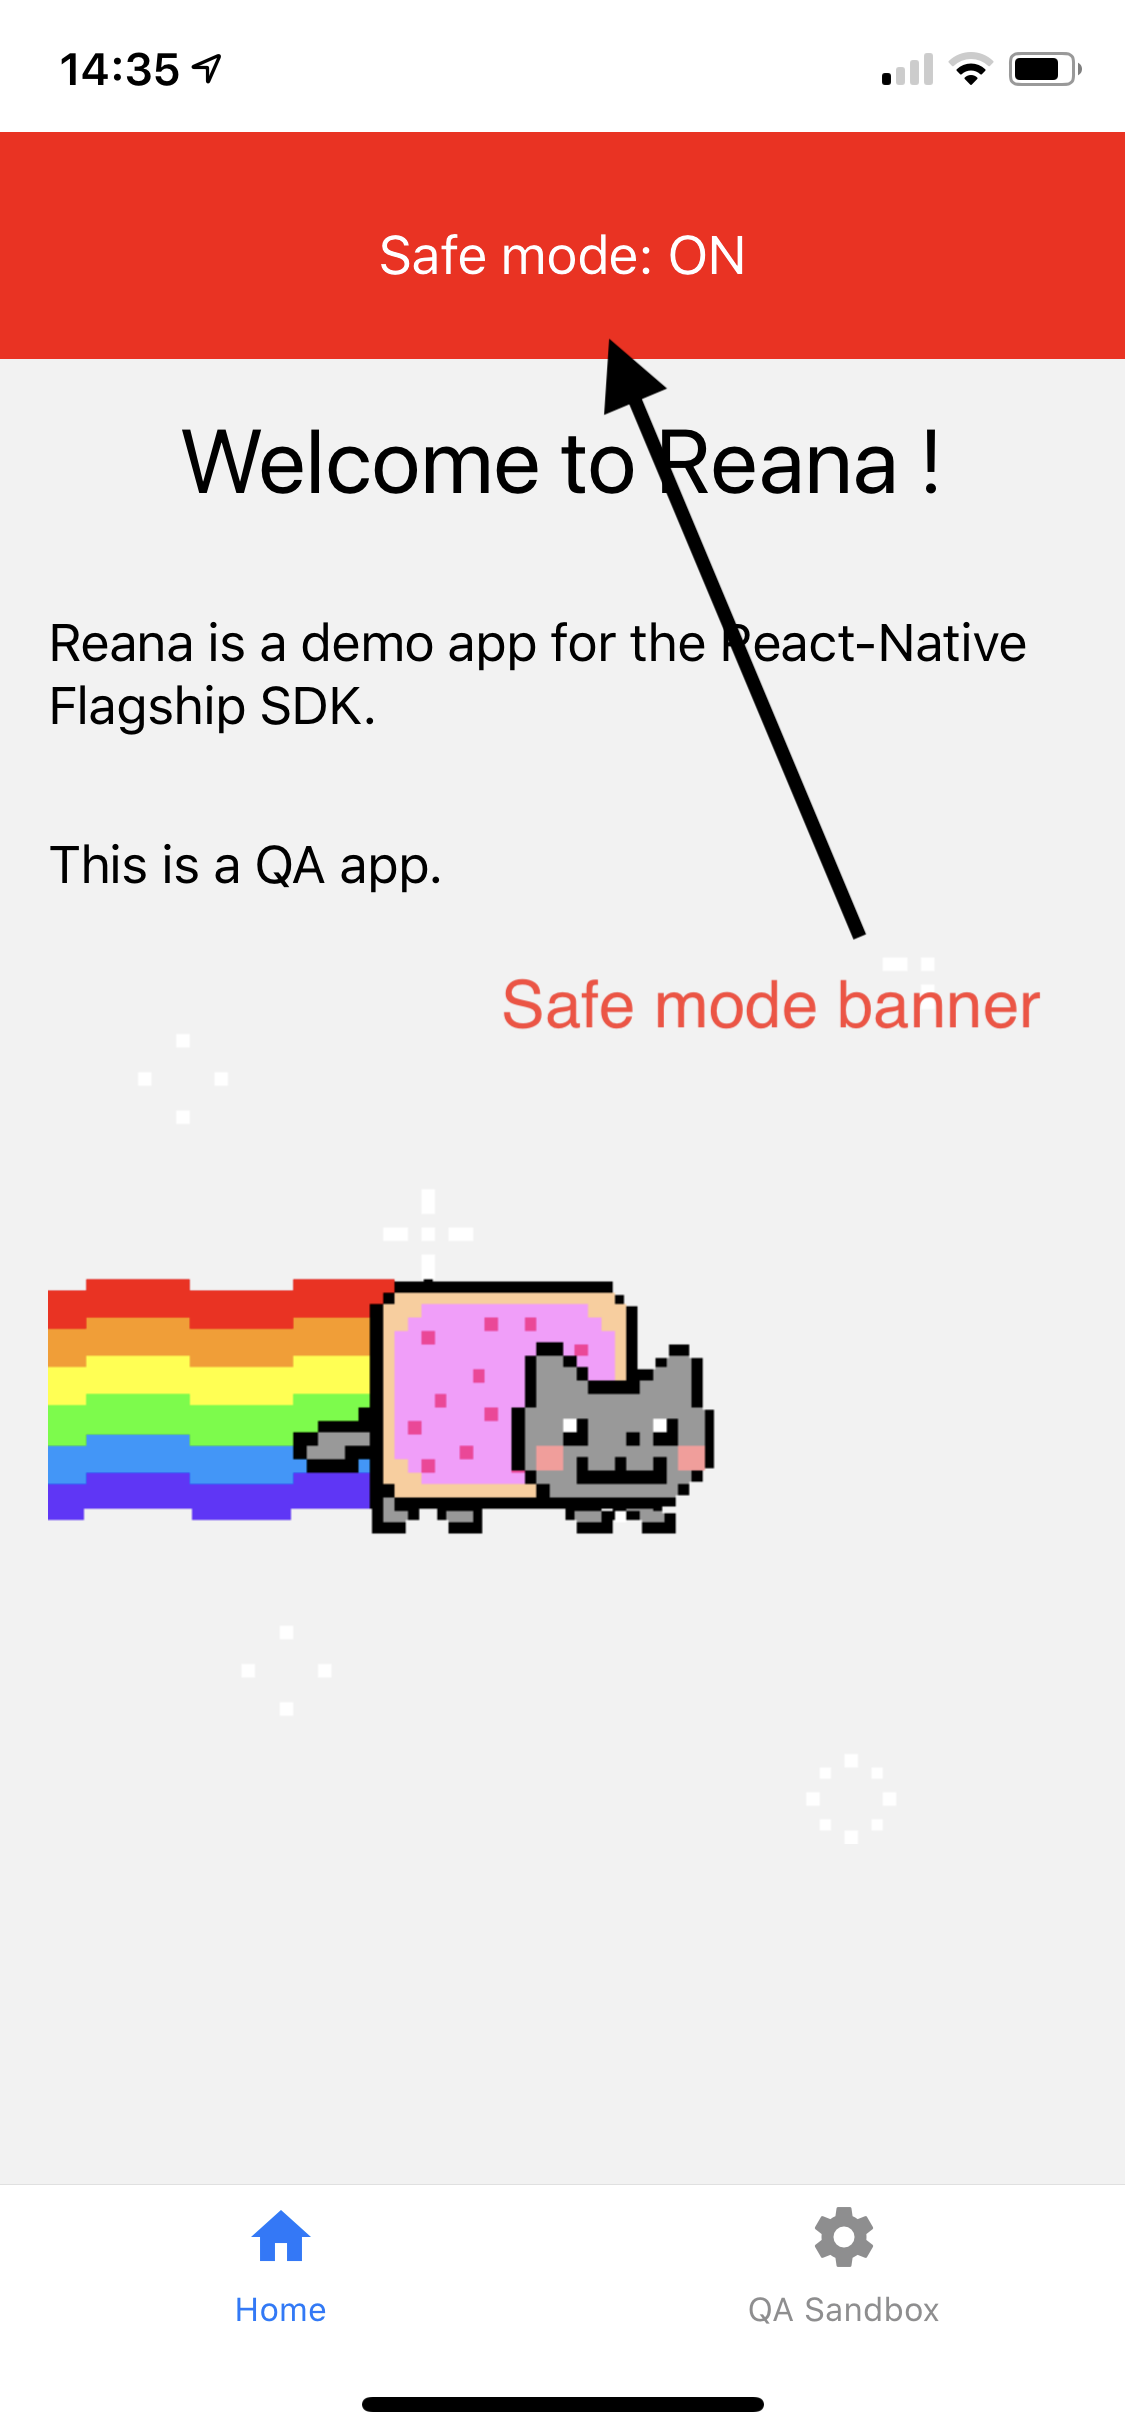 14:35
Safe mode: ON
Welcome to Reana !
Reana is a demo app for the React-Native
Flagship SDK.
This is a QA app.
Safe mode banner
Home
QA Sandbox